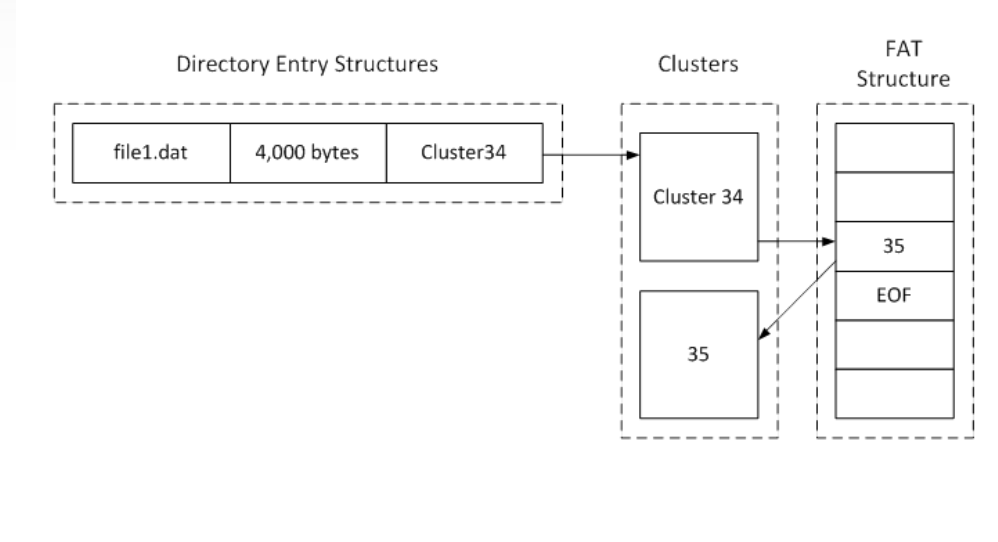 Directory Entry Structures
Clusters
FAT
Structure
file1.dat
4,000 bytes
Cluster34
Cluster 34
35
35
EOF